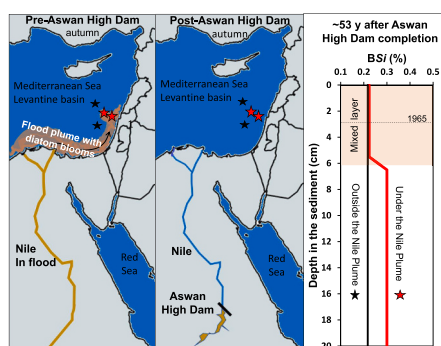 Pre-Aswan High Dam
autumn
Mediterranean Sea
Levantine basin
Flood plume with
diatom blooms
Nile
In flood
Red
Sea
Post-Aswan High Dam
autumn
Mediterranean Sea
Levantine basin
Nile
Red
Sea
Aswan
High Dam
~53 y after Aswan
High Dam completion
BSi (%)
0.1 0.2 0.3 0.4 0.5
Depth in the sediment (cm)
0
2
4
6
8
10
12
14
16
18
20
Mixed layer
1965
Outside the Nile Plume
Under the Nile Plume